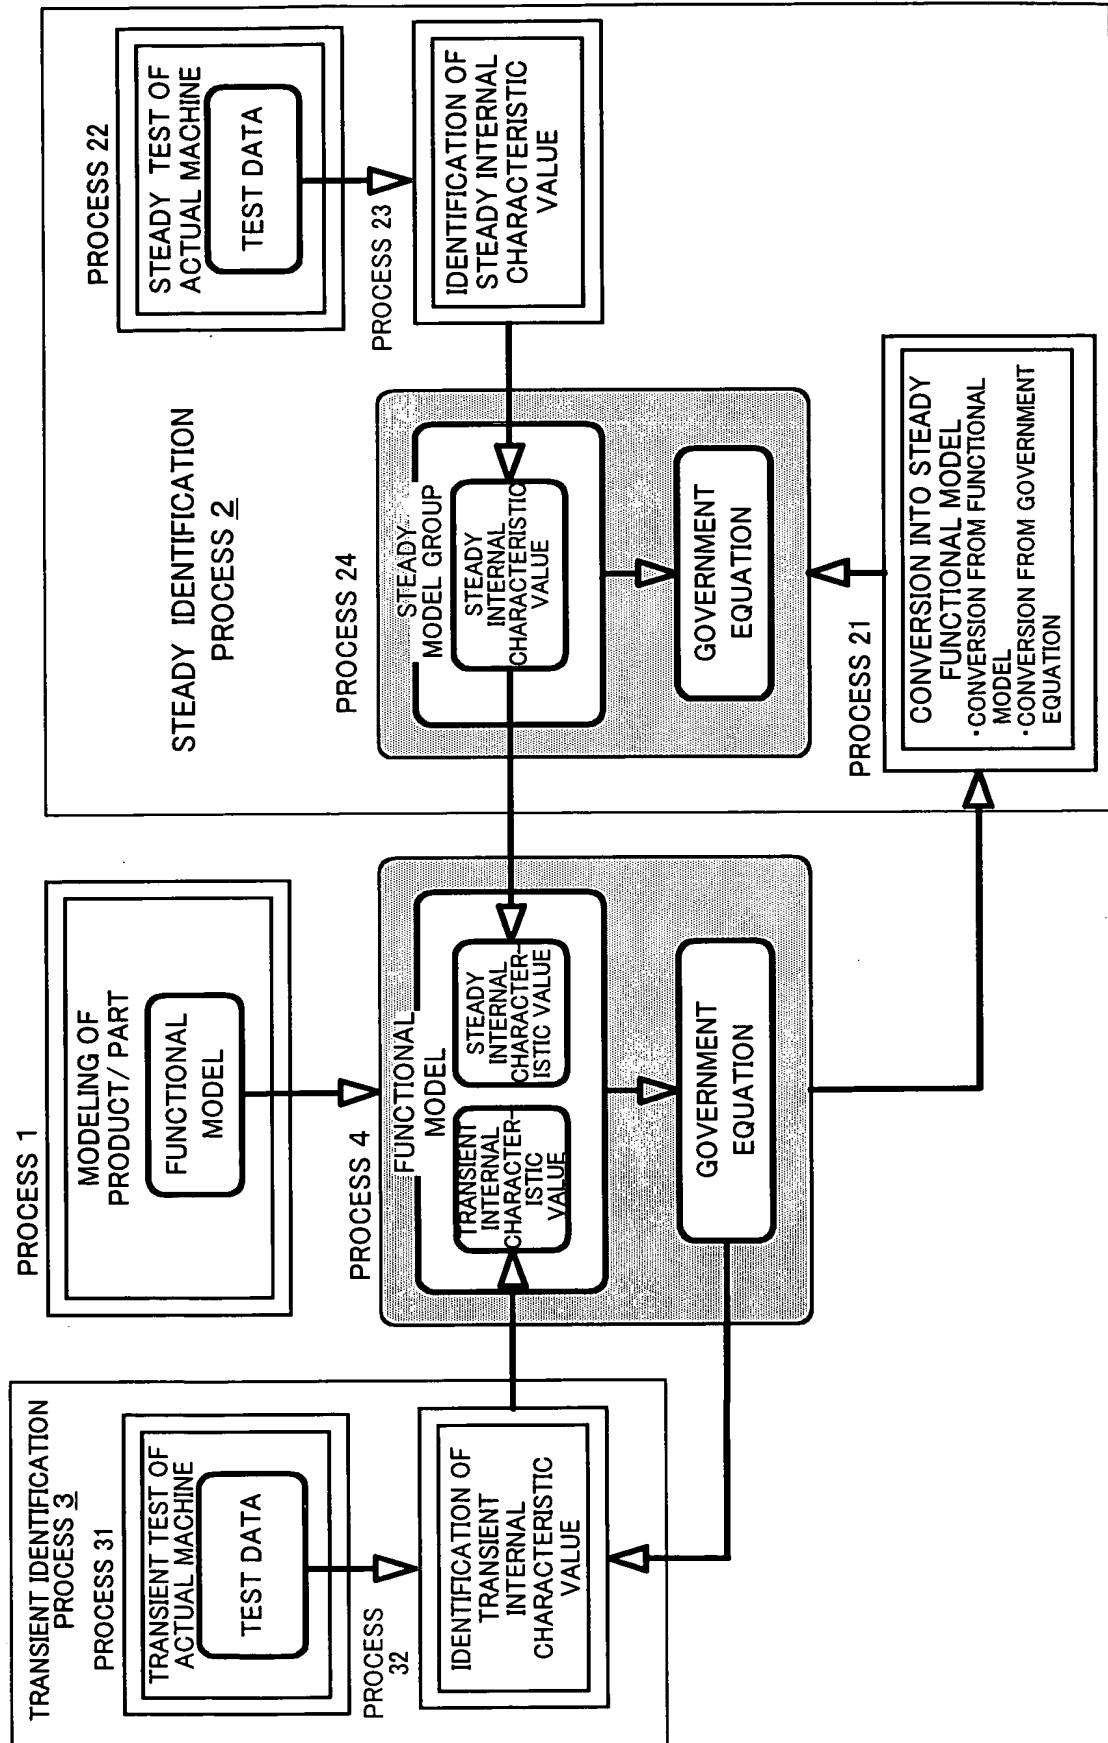 TRANSIENT IDENTIFICATION
PROCESS 3
PROCESS 31
TRANSIENT TEST OF
ACTUAL MACHINE
TEST DATA
PROCESS
32
IDENTIFICATION OF
TRANSIENT
INTERNAL
CHARACTERISTIC
VALUE
PROCESS 1
MODELING OF
PRODUCT/ PART
FUNCTIONAL
MODEL
PROCESS 4
FUNCTIONAL
MODEL
TRANSIENT
INTERNAL
CHARACTER-
ISTIC
VALUE
STEADY
INTERNAL
CHARACTER-
ISTIC VALUE
GOVERNMENT
EQUATION
STEADY IDENTIFICATION
PROCESS 2
PROCESS 22
STEADY TEST OF
ACTUAL MACHINE
TEST DATA
PROCESS 23
IDENTIFICATION OF
STEADY INTERNAL
CHARACTERISTIC
VALUE
PROCESS 24
STEADY
MODEL GROUP
STEADY
INTERNAL
CHARACTERISTIC
VALUE
GOVERNMENT
EQUATION
PROCESS 21
CONVERSION INTO STEADY
FUNCTIONAL MODEL
・CONVERSION FROM FUNCTIONAL
MODEL
・CONVERSION FROM GOVERNMENT
EQUATION